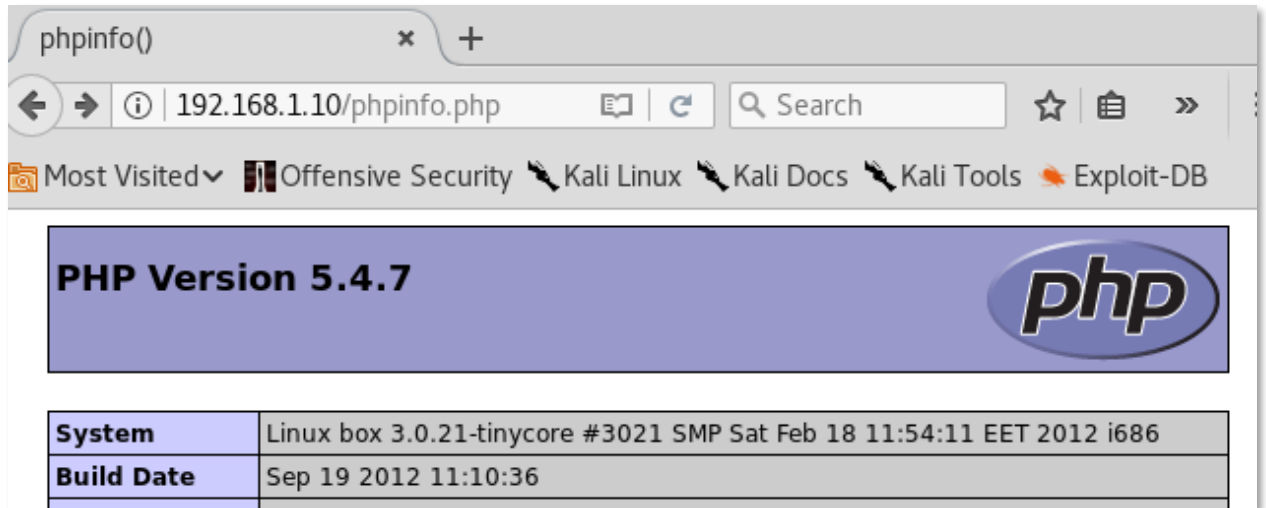 phpinfo()
192.168.1.10/phpinfo.php Search
Most Visited Offensive Security Kali Linux Kali Docs Kali Tools Exploit-DB
PHP Version 5.4.7
php
System Linux box 3.0.21-tinycore #3021 SMP Sat Feb 18 11:54:11 EET 2012 i686
Build Date Sep 19 2012 11:10:36